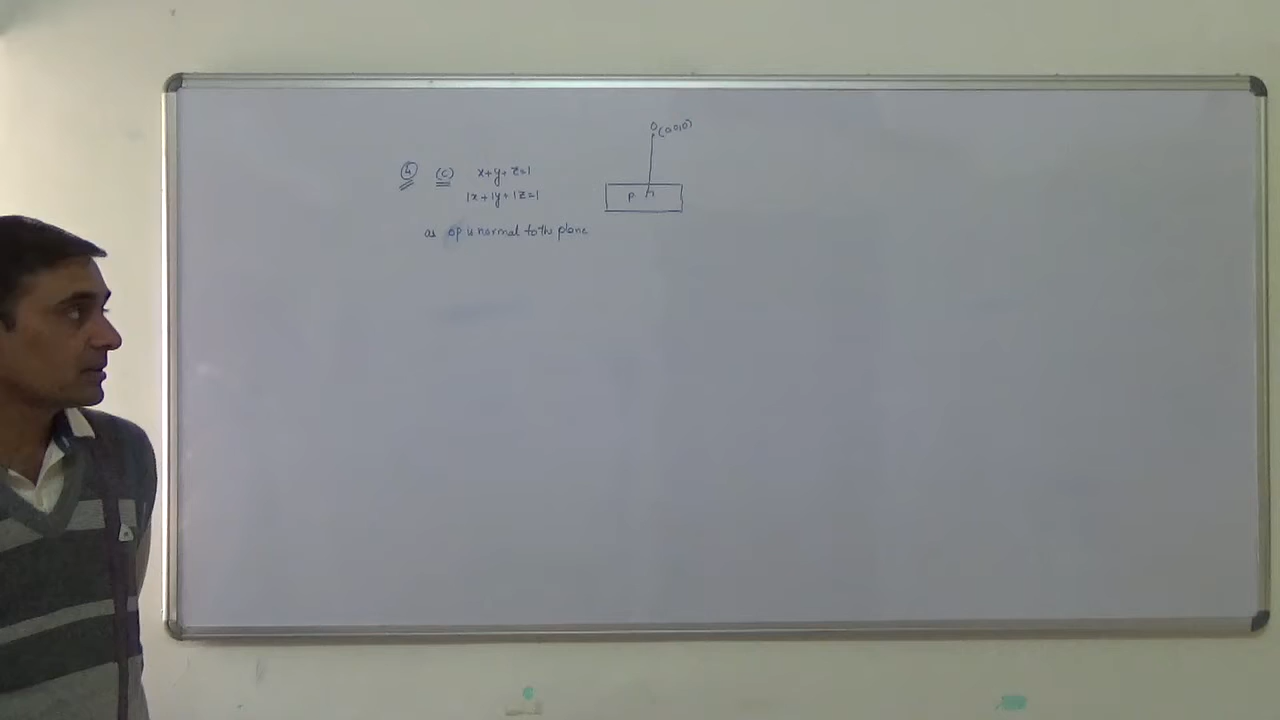 4 (c) x+y+z=1
1x+1y+1z=1
as OP is normal to the plane
O(0,0,0)
P